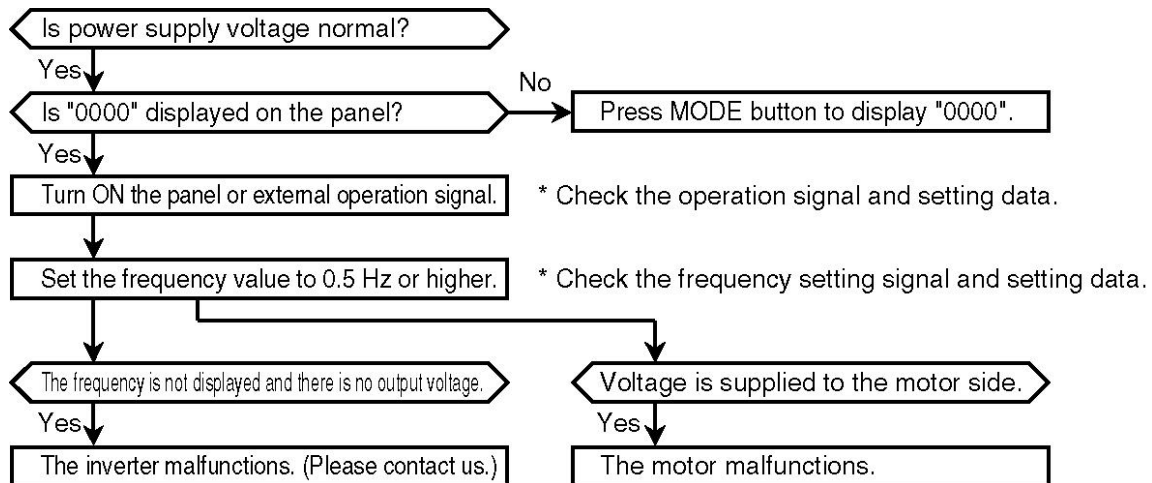 Is power supply voltage normal?
Yes
No
Is "0000" displayed on the panel?
Press MODE button to display "0000".
Yes
Turn ON the panel or external operation signal.
* Check the operation signal and setting data.
Set the frequency value to 0.5 Hz or higher.
* Check the frequency setting signal and setting data.
The frequency is not displayed and there is no output voltage.
Voltage is supplied to the motor side.
Yes
Yes
The inverter malfunctions. (Please contact us.)
The motor malfunctions.